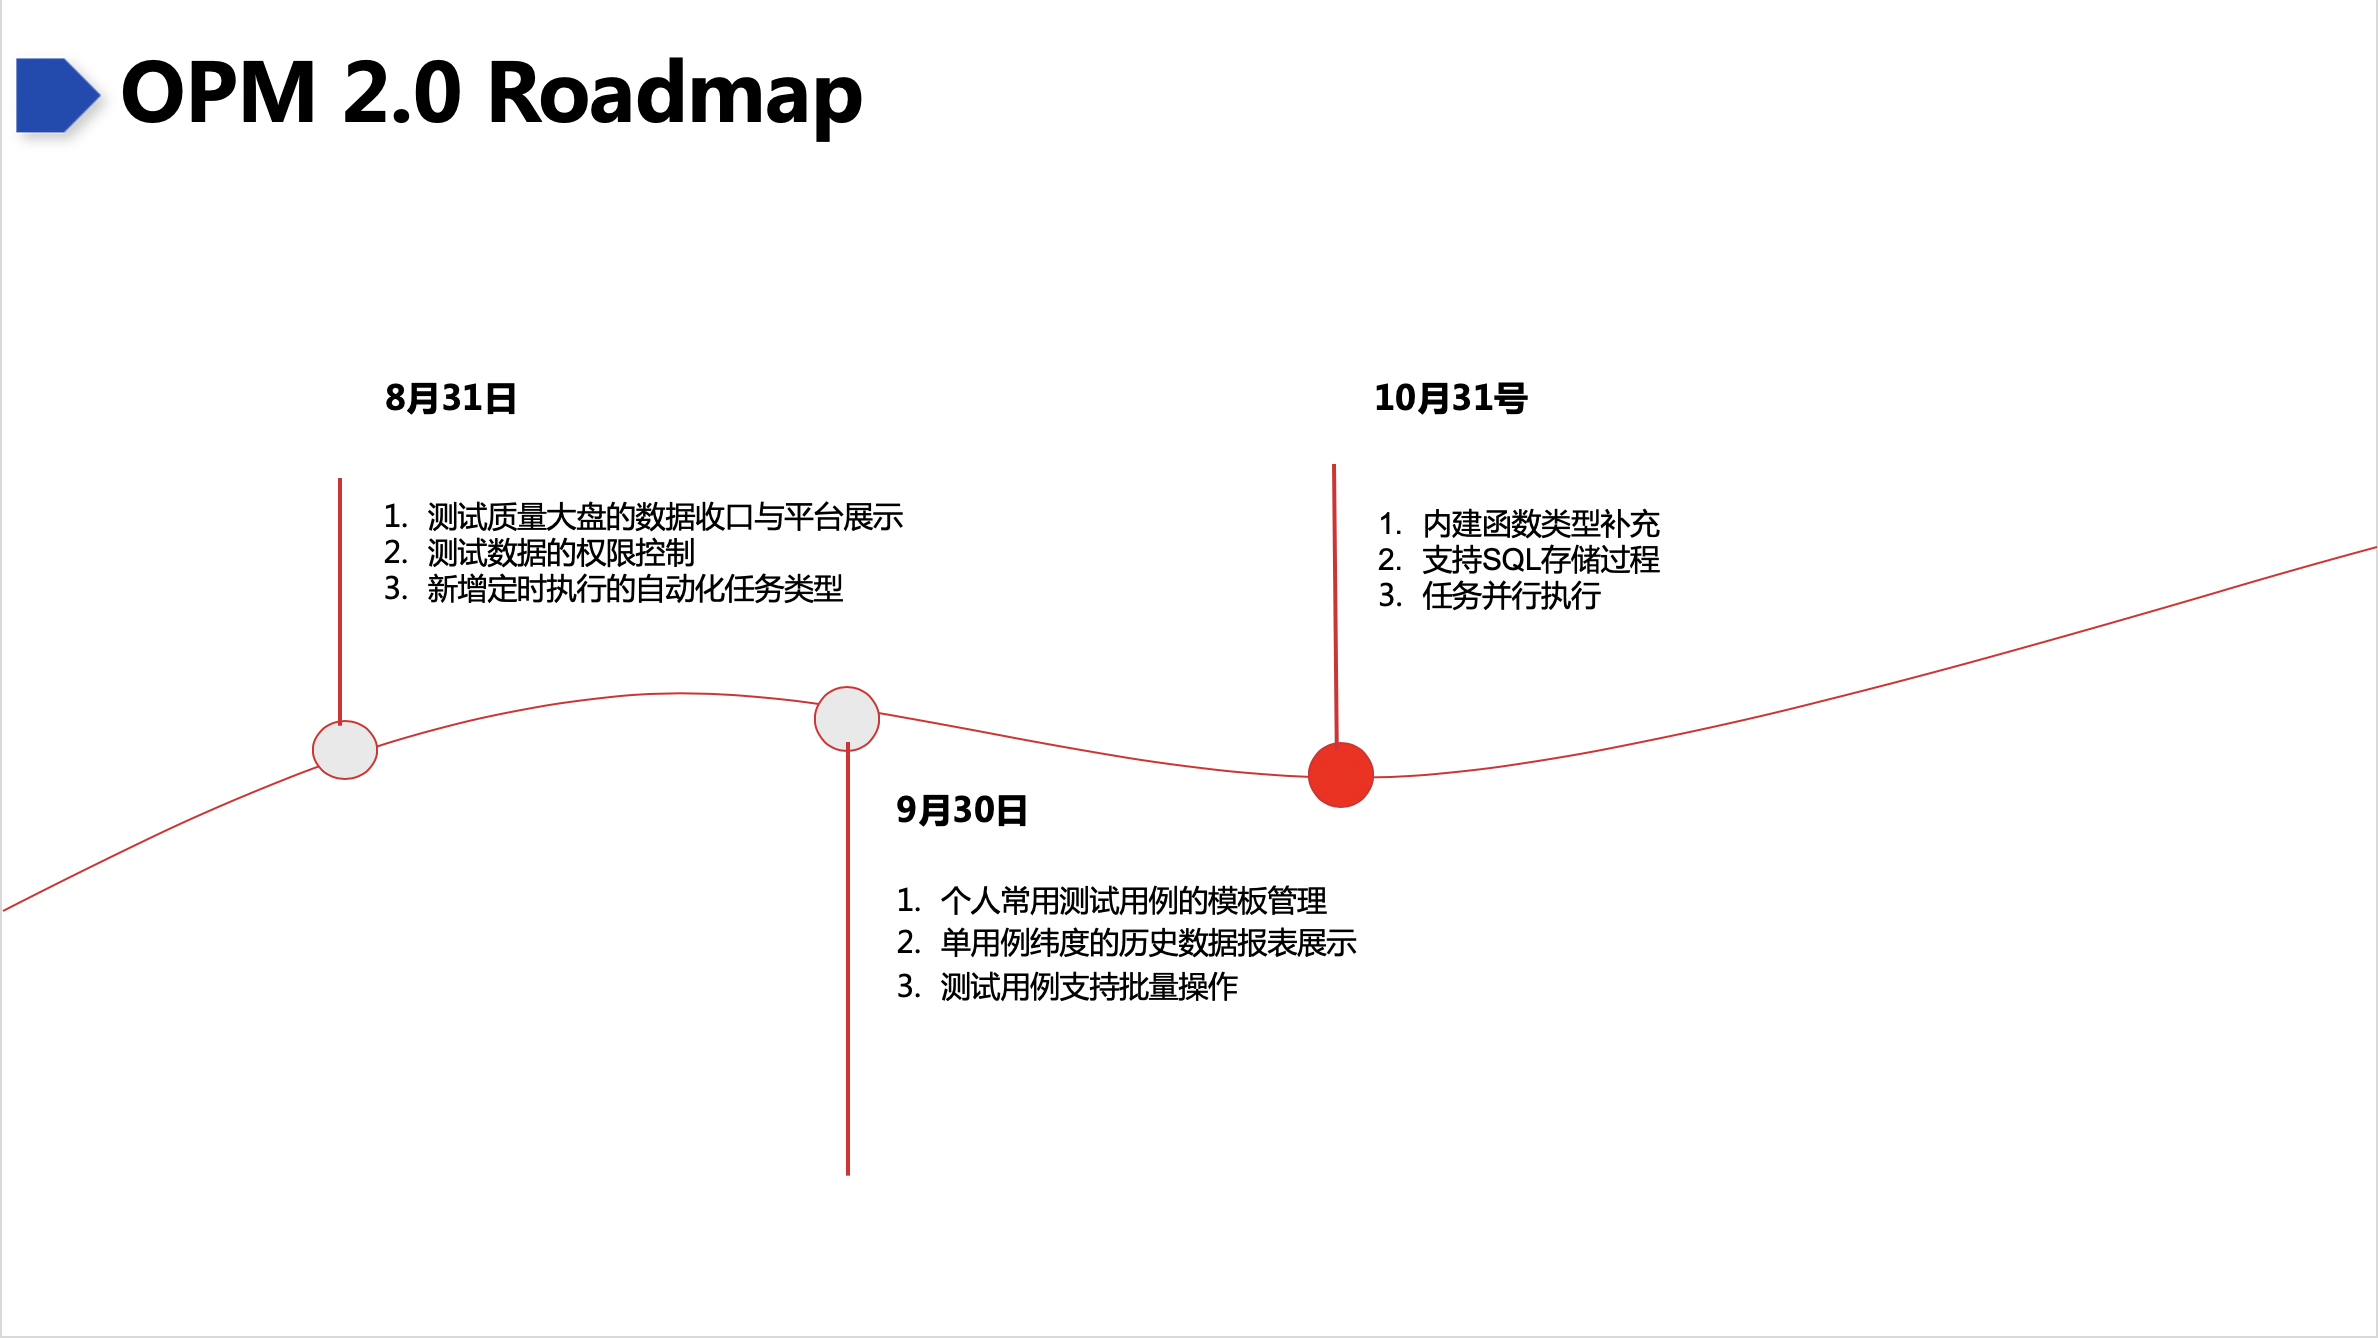 OPM 2.0 Roadmap
8月31日
1. 测试质量大盘的数据收口与平台展示
2. 测试数据的权限控制
3. 新增定时执行的自动化任务类型
9月30日
1. 个人常用测试用例的模板管理
2. 单用例纬度的历史数据报表展示
3. 测试用例支持批量操作
10月31号
1. 内建函数类型补充
2. 支持SQL存储过程
3. 任务并行执行